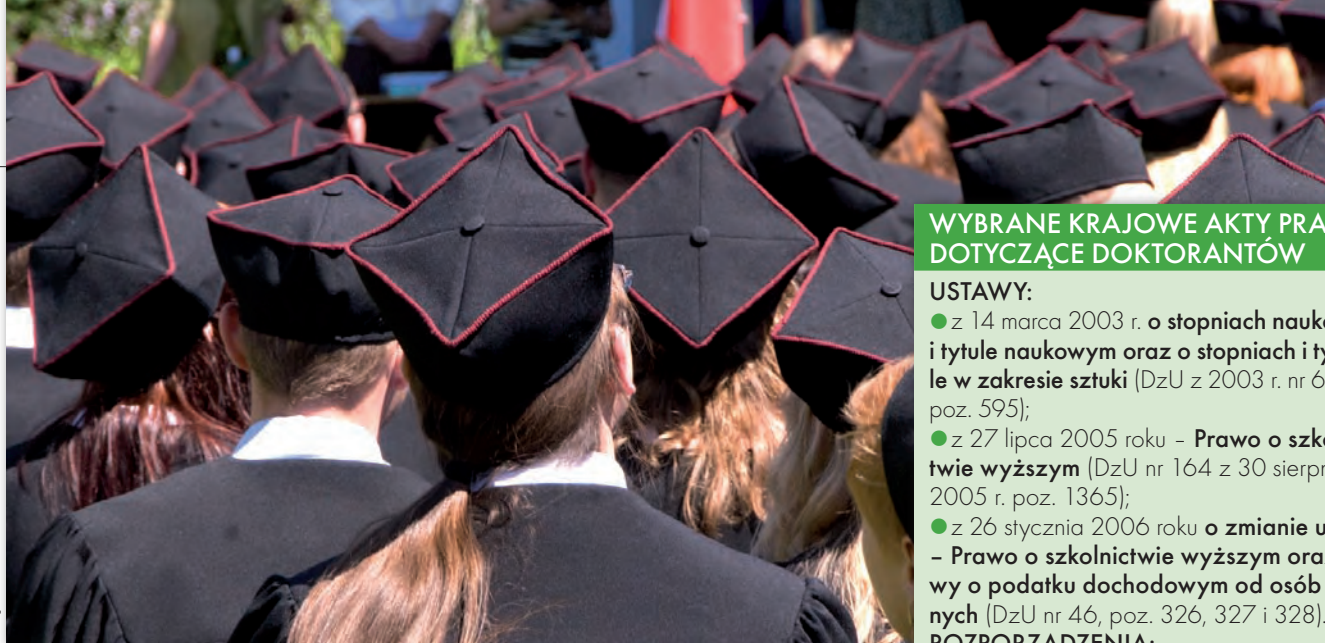 WYBRANE KRAJOWE AKTY PRA
DOTYCZĄCE DOKTORANTÓW
USTAWY:
● z 14 marca 2003 r. o stopniach nauko
i tytule naukowym oraz o stopniach i ty
le w zakresie sztuki (DzU z 2003 r. nr 6
poz. 595);
● z 27 lipca 2005 roku – Prawo o szko
twie wyższym (DzU nr 164 z 30 sierp
2005 r. poz. 1365);
● z 26 stycznia 2006 roku o zmianie u
– Prawo o szkolnictwie wyższym ora
wy o podatku dochodowym od osób
nych (DzU nr 46, poz. 326, 327 i 328).
ROZPORZĄDZENIA: